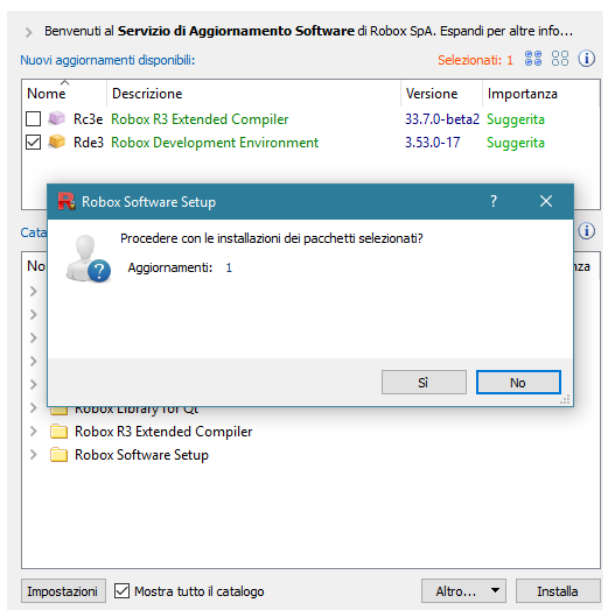 Benvenuti al Servizio di Aggiornamento Software di Robox SpA. Espandi per altre info...
Nuovi aggiornamenti disponibili: Selezionati: 1
Nome Descrizione Versione Importanza
Rc3e Robox R3 Extended Compiler 33.7.0-beta2 Suggerita
Rde3 Robox Development Environment 3.53.0-17 Suggerita
Robox Software Setup
Cata
Procedere con le installazioni dei pacchetti selezionati?
No nza
Aggiornamenti: 1
Sì No
Robox Library for Qt
Robox R3 Extended Compiler
Robox Software Setup
Impostazioni Mostra tutto il catalogo Altro... Installa